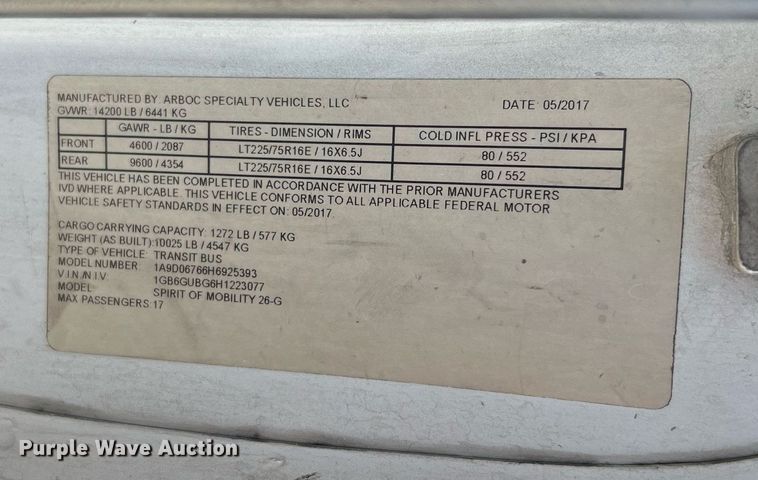 MANUFACTURED BY: ARBOC SPECIALTY VEHICLES, LLC DATE: 05/2017
GVWR: 14200 LB / 6441 KG
GAWR - LB / KG TIRES - DIMENSION / RIMS COLD INFL PRESS - PSI / KPA
FRONT 4600 / 2087 LT225/75R16E / 16X6.5J 80 / 552
REAR 9600 / 4354 LT225/75R16E / 16X6.5J 80 / 552
THIS VEHICLE HAS BEEN COMPLETED IN ACCORDANCE WITH THE PRIOR MANUFACTURERS
IVD WHERE APPLICABLE. THIS VEHICLE CONFORMS TO ALL APPLICABLE FEDERAL MOTOR
VEHICLE SAFETY STANDARDS IN EFFECT ON: 05/2017.
CARGO CARRYING CAPACITY: 1272 LB / 577 KG
WEIGHT (AS BUILT):10025 LB / 4547 KG
TYPE OF VEHICLE: TRANSIT BUS
MODEL NUMBER: 1A9D06766H6925393
V.I.N./N.I.V.: 1GB6GUBG6H1223077
MODEL: SPIRIT OF MOBILITY 26-G
MAX PASSENGERS: 17
Purple Wave Auction